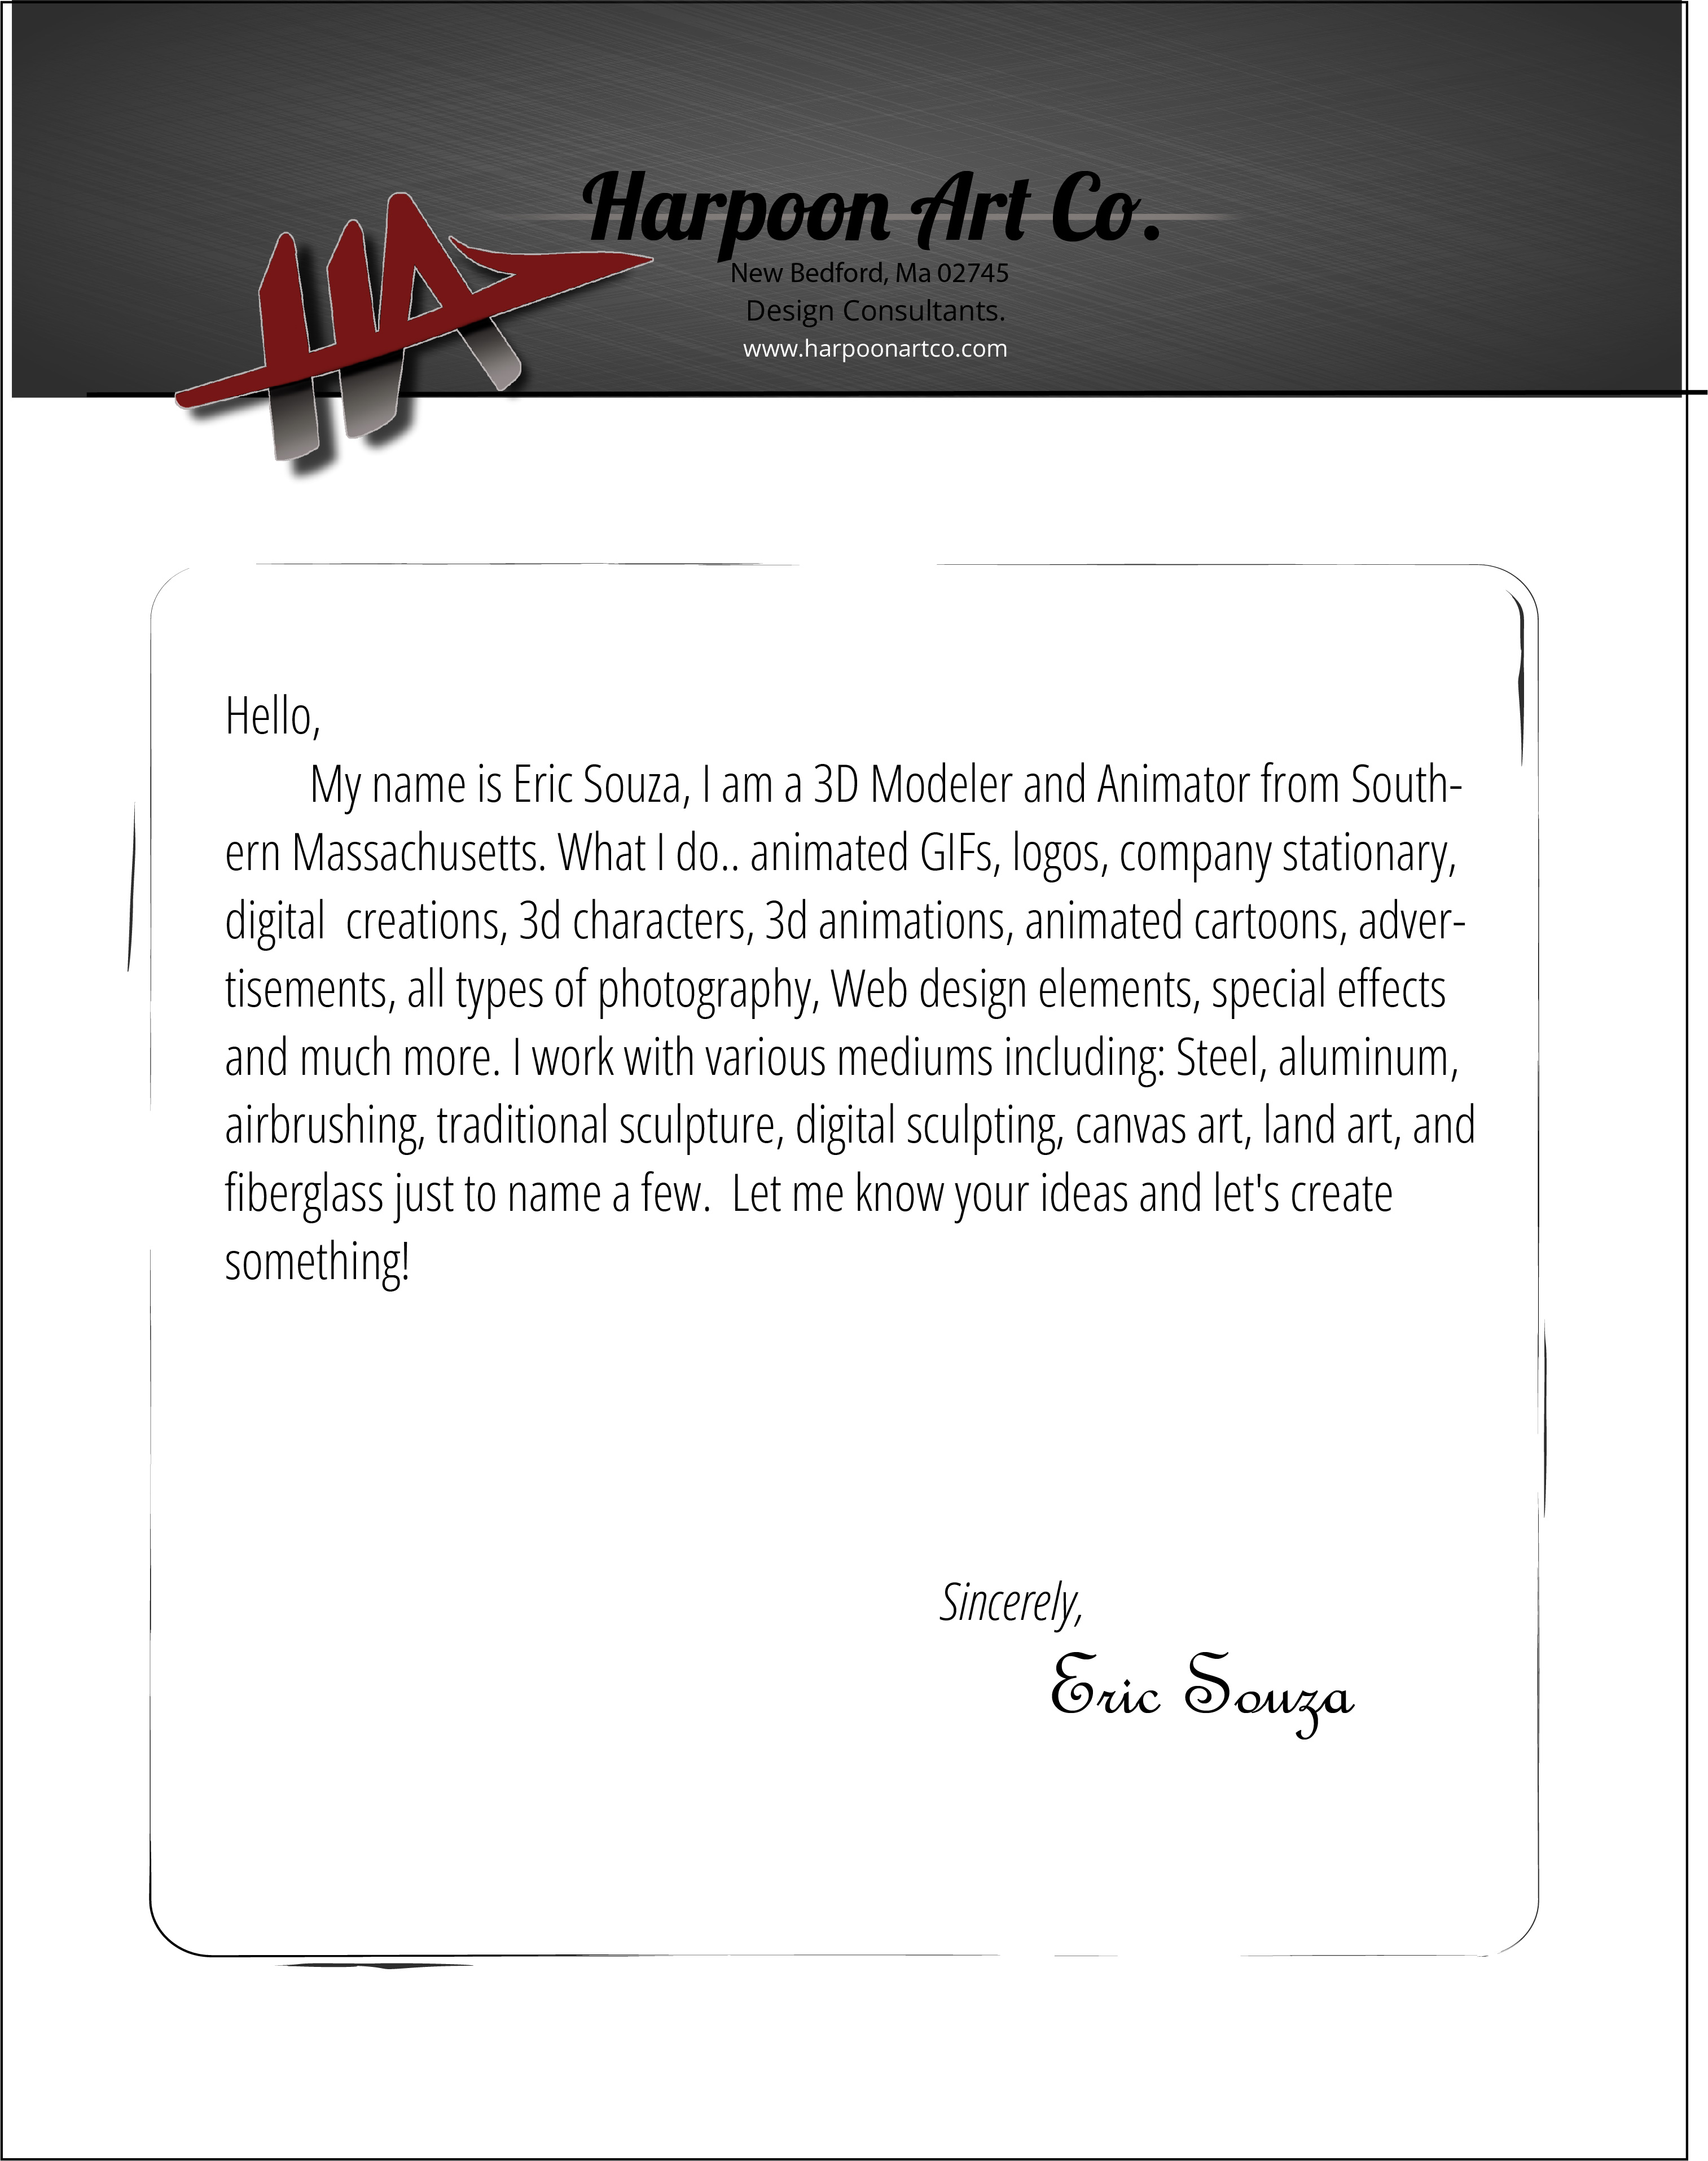 Harpoon Art Co.
New Bedford, Ma 02745
Design Consultants.
www.harpoonartco.com
HA
Hello,
My name is Eric Souza, I am a 3D Modeler and Animator from South-
ern Massachusetts. What I do.. animated GIFs, logos, company stationary,
digital  creations, 3d characters, 3d animations, animated cartoons, adver-
tisements, all types of photography, Web design elements, special effects
and much more. I work with various mediums including: Steel, aluminum,
airbrushing, traditional sculpture, digital sculpting, canvas art, land art, and
fiberglass just to name a few.  Let me know your ideas and let's create
something!
Sincerely,
Eric Souza